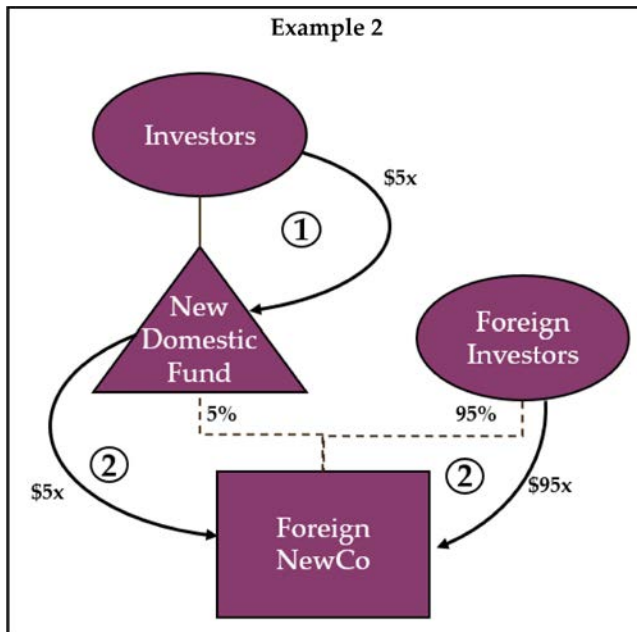 Example 2
Investors
$5x
①
New
Domestic
Fund
Foreign
Investors
5%
95%
②
②
$5x
$95x
Foreign
NewCo